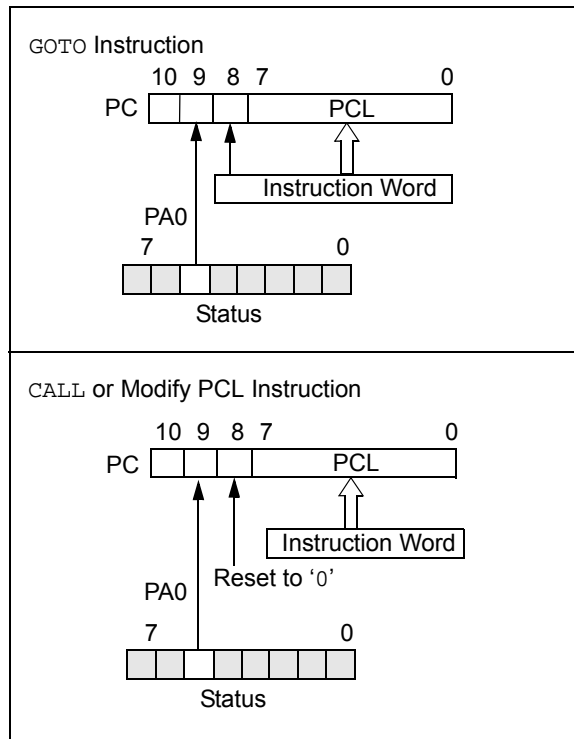 GOTO Instruction
10 9 8 7 0
PC PCL
Instruction Word
PA0
7 0
Status
CALL or Modify PCL Instruction
10 9 8 7 0
PC PCL
Instruction Word
Reset to ‘0’
PA0
7 0
Status